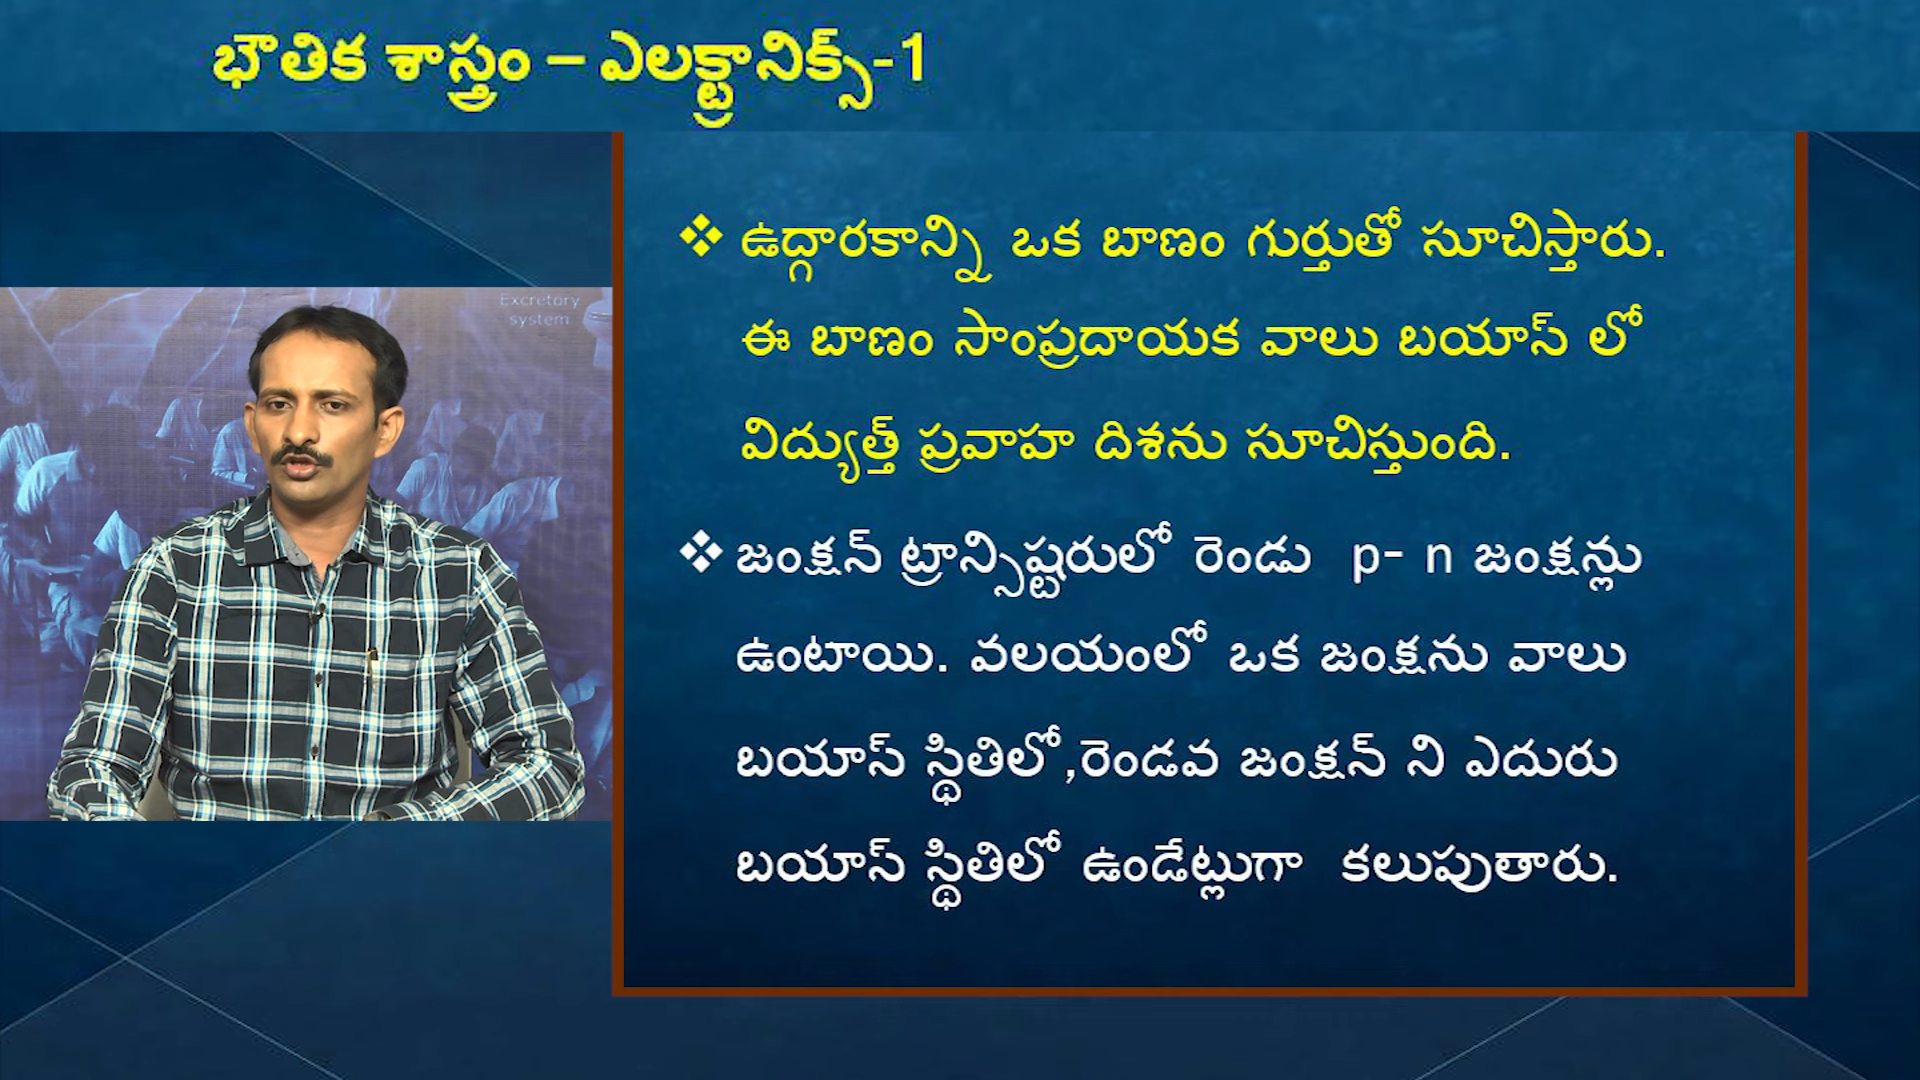 భౌతిక శాస్త్రం – ఎలక్ట్రానిక్స్-1
Excretory
system
❖ ఉద్గారకాన్ని ఒక బాణం గుర్తుతో సూచిస్తారు.
ఈ బాణం సాంప్రదాయక వాలు బయాస్ లో
విద్యుత్త్ ప్రవాహ దిశను సూచిస్తుంది.
❖ జంక్షన్ ట్రాన్సిష్టరులో రెండు p- n జంక్షన్లు
ఉంటాయి. వలయంలో ఒక జంక్షను వాలు
బయాస్ స్థితిలో,రెండవ జంక్షన్ ని ఎదురు
బయాస్ స్థితిలో ఉండేట్లుగా కలుపుతారు.